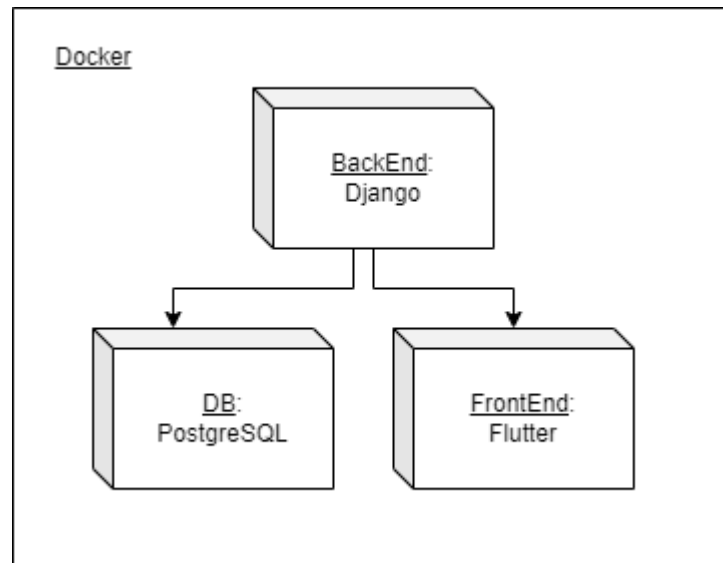 Docker
BackEnd:
Django
DB:
PostgreSQL
FrontEnd:
Flutter